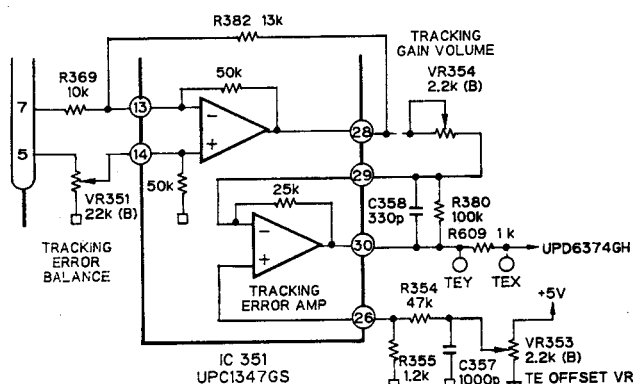 R382 13k
TRACKING
GAIN VOLUME
R369
10k
50k
VR354
2.2k (B)
7
13
28
5
14
29
VR351
22k (B)
50k
25k
C358
330p
R380
100k
TRACKING
ERROR
BALANCE
30
R609 1k
UPD6374GH
TEY
TEX
TRACKING
ERROR AMP
R354
47k
+5V
26
VR353
2.2k (B)
R355
1.2k
C357
1000p
TE OFFSET VR
IC 351
UPC1347GS